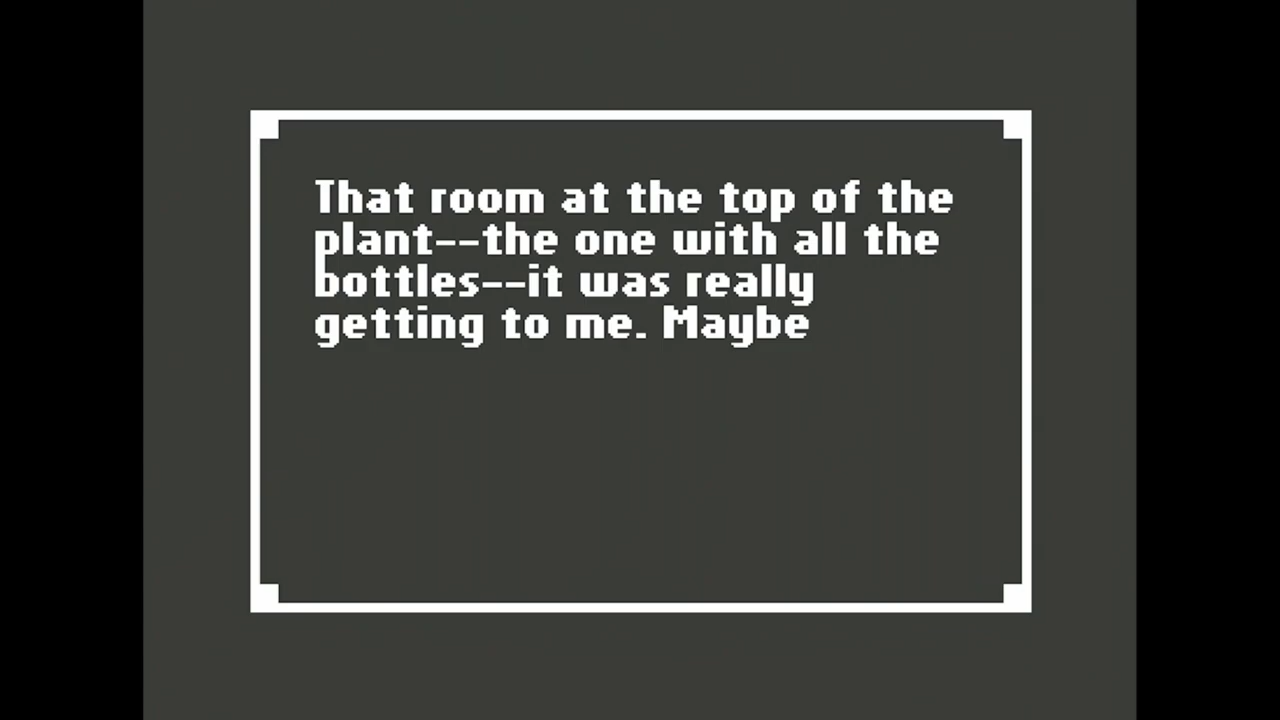 That room at the top of the
plant--the one with all the
bottles--it was really
getting to me. Maybe